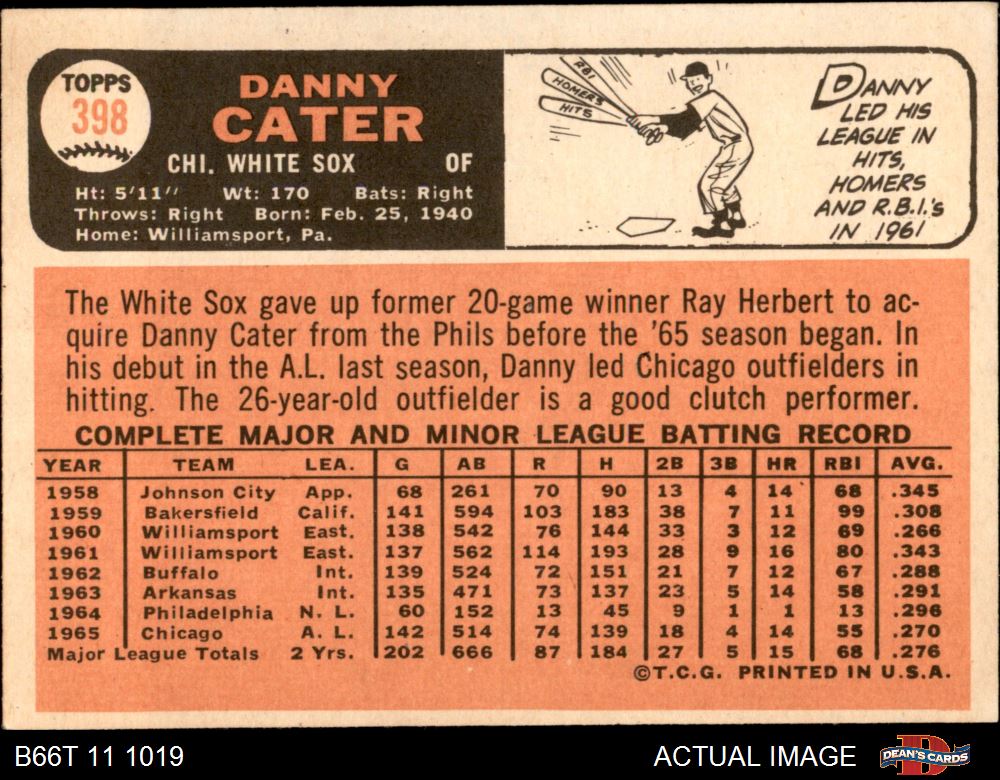 TOPPS
398
DANNY
CATER
CHI. WHITE SOX OF
Ht: 5'11" Wt: 170 Bats: Right
Throws: Right Born: Feb. 25, 1940
Home: Williamsport, Pa.
RBI
HOMERS
HITS
DANNY
LED HIS
LEAGUE IN
HITS,
HOMERS
AND R.B.I.'s
IN 1961
The White Sox gave up former 20-game winner Ray Herbert to ac-
quire Danny Cater from the Phils before the '65 season began. In
his debut in the A.L. last season, Danny led Chicago outfielders in
hitting. The 26-year-old outfielder is a good clutch performer.
COMPLETE MAJOR AND MINOR LEAGUE BATTING RECORD
YEAR TEAM LEA. G AB R H 2B 3B HR RBI AVG.
1958 Johnson City App. 68 261 70 90 13 4 14 68 .345
1959 Bakersfield Calif. 141 594 103 183 38 7 11 99 .308
1960 Williamsport East. 138 542 76 144 33 3 12 69 .266
1961 Williamsport East. 137 562 114 193 28 9 16 80 .343
1962 Buffalo Int. 139 524 72 151 21 7 12 67 .288
1963 Arkansas Int. 135 471 73 137 23 5 14 58 .291
1964 Philadelphia N. L. 60 152 13 45 9 1 1 13 .296
1965 Chicago A. L. 142 514 74 139 18 4 14 55 .270
Major League Totals 2 Yrs. 202 666 87 184 27 5 15 68 .276
©T.C.G. PRINTED IN U.S.A.
B66T 11 1019 ACTUAL IMAGE DEAN'S CARDS